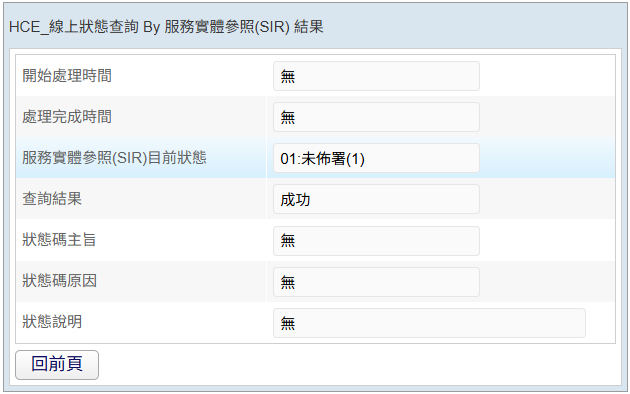 HCE_線上狀態查詢 By 服務實體參照(SIR) 結果
開始處理時間 無
處理完成時間 無
服務實體參照(SIR)目前狀態 01:未佈署(1)
查詢結果 成功
狀態碼主旨 無
狀態碼原因 無
狀態說明 無
回前頁